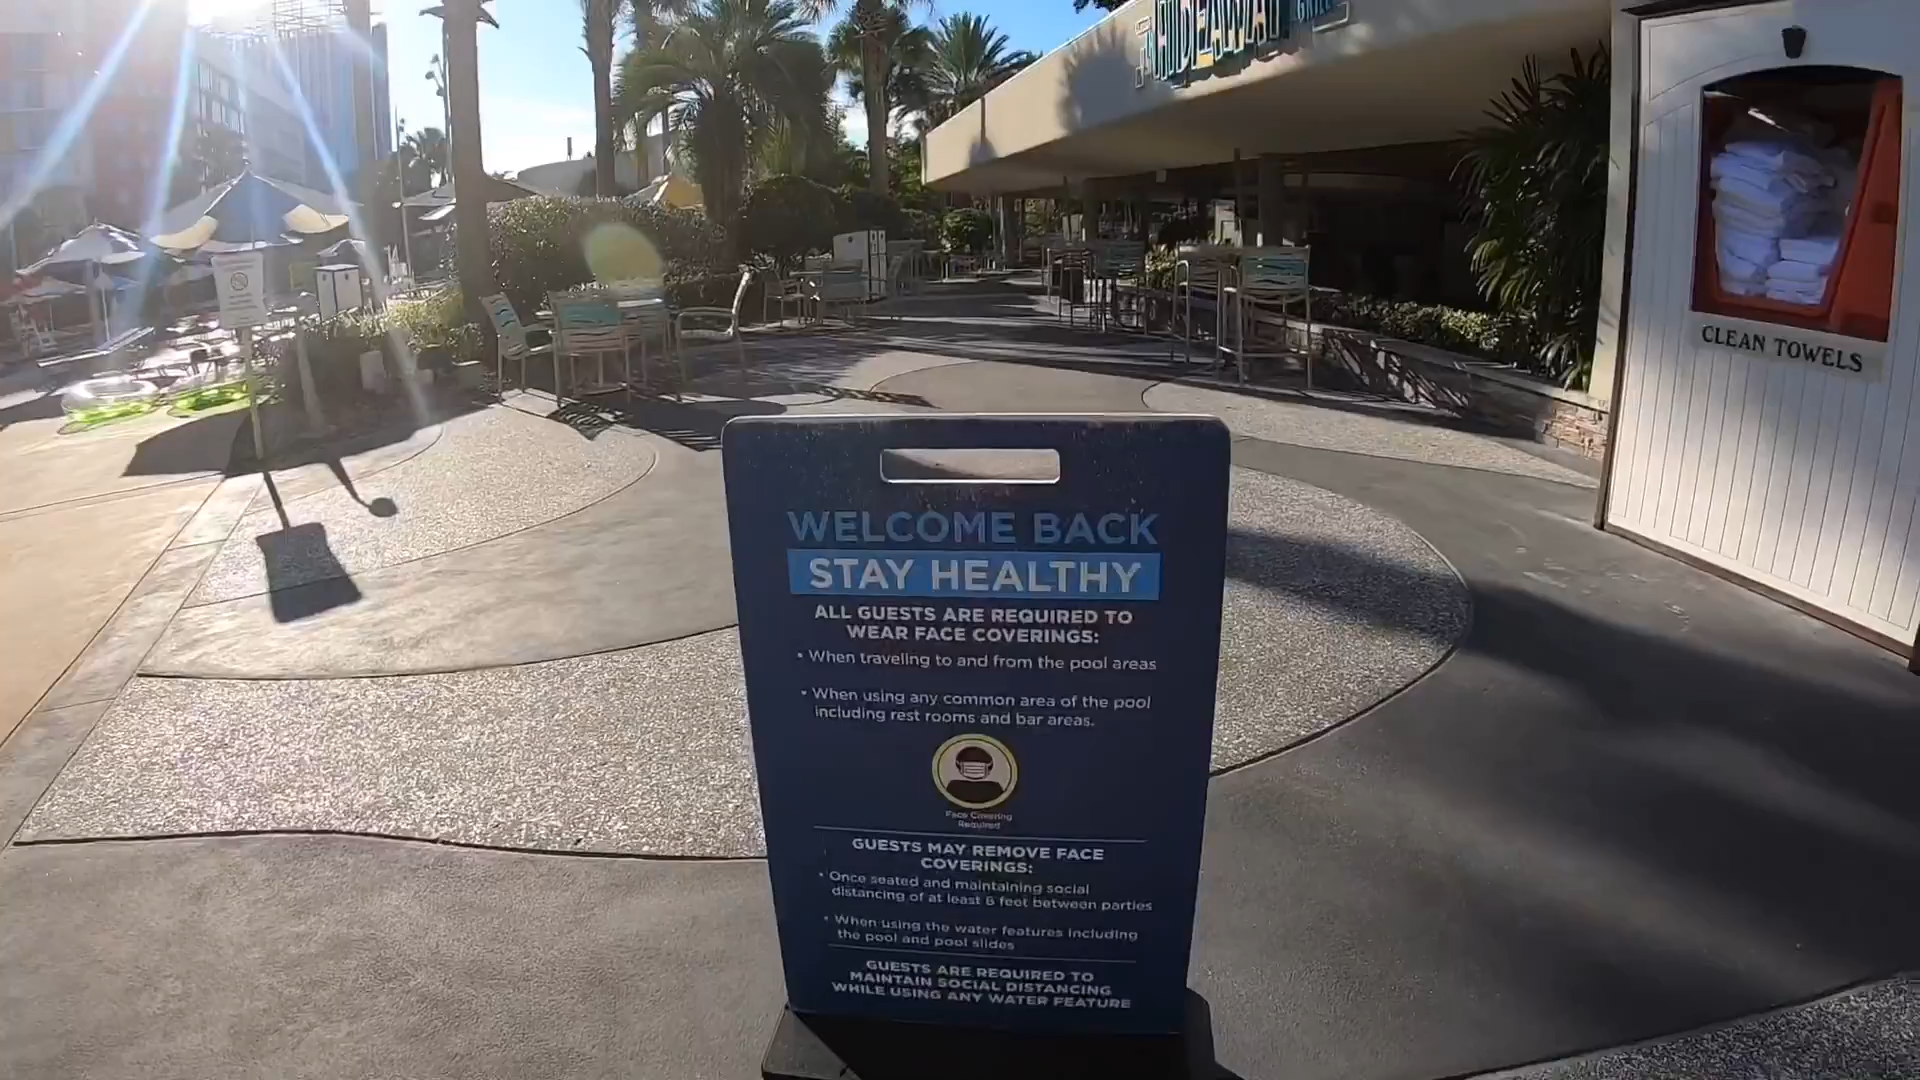 HIDEAWAY
CLEAN TOWELS
WELCOME BACK
STAY HEALTHY
ALL GUESTS ARE REQUIRED TO
WEAR FACE COVERINGS:
• When traveling to and from the pool areas
• When using any common area of the pool
including rest rooms and bar areas.
Face Covering
Required
GUESTS MAY REMOVE FACE
COVERINGS:
• Once seated and maintaining social
distancing of at least 6 feet between parties
• When using the water features including
the pool and pool slides
GUESTS ARE REQUIRED TO
MAINTAIN SOCIAL DISTANCING
WHILE USING ANY WATER FEATURE